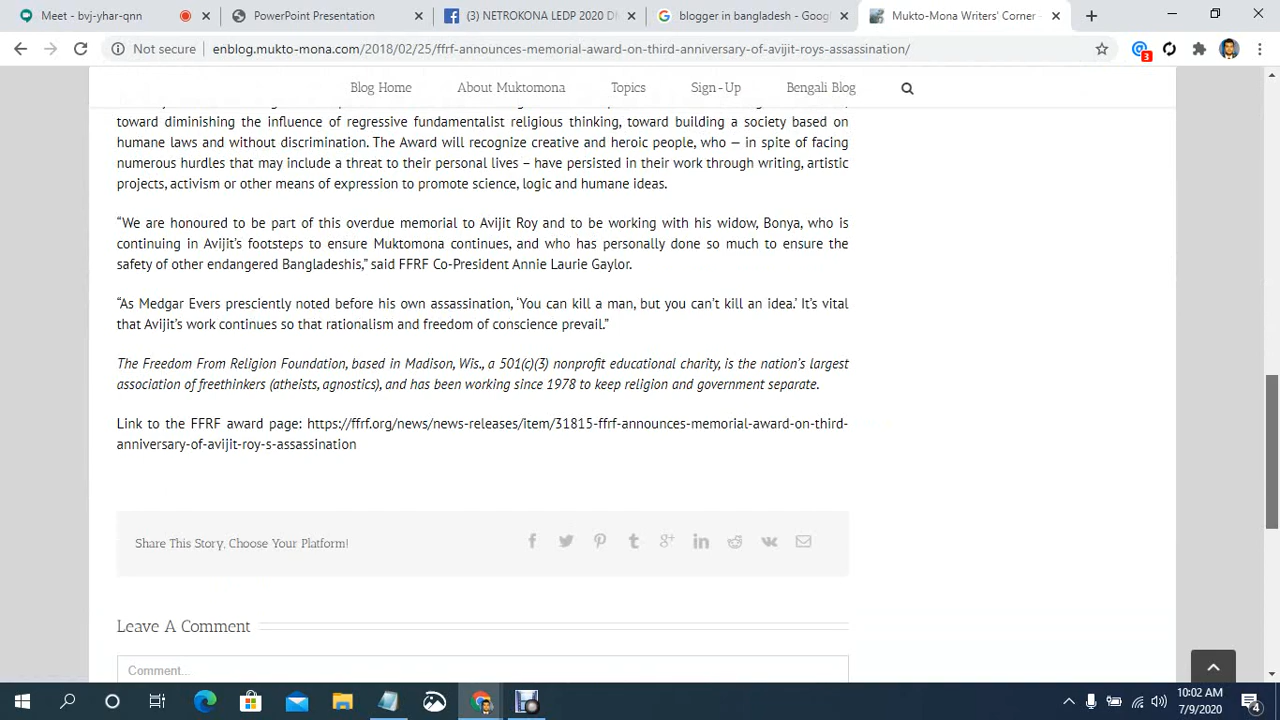 Meet - bvj-yhar-qnn
PowerPoint Presentation
(3) NETROKONA LEDP 2020 D
blogger in bangladesh - Goog
Mukto-Mona Writers' Corner -
Not secure
enblog.mukto-mona.com/2018/02/25/ffrf-announces-memorial-award-on-third-anniversary-of-avijit-roys-assassination/
3
Blog Home
About Muktomona
Topics
Sign-Up
Bengali Blog
toward diminishing the influence of regressive fundamentalist religious thinking, toward building a society based on
humane laws and without discrimination. The Award will recognize creative and heroic people, who — in spite of facing
numerous hurdles that may include a threat to their personal lives – have persisted in their work through writing, artistic
projects, activism or other means of expression to promote science, logic and humane ideas.
“We are honoured to be part of this overdue memorial to Avijit Roy and to be working with his widow, Bonya, who is
continuing in Avijit’s footsteps to ensure Muktomona continues, and who has personally done so much to ensure the
safety of other endangered Bangladeshis,” said FFRF Co-President Annie Laurie Gaylor.
“As Medgar Evers presciently noted before his own assassination, ‘You can kill a man, but you can’t kill an idea.’ It’s vital
that Avijit’s work continues so that rationalism and freedom of conscience prevail.”
The Freedom From Religion Foundation, based in Madison, Wis., a 501(c)(3) nonprofit educational charity, is the nation’s largest
association of freethinkers (atheists, agnostics), and has been working since 1978 to keep religion and government separate.
Link to the FFRF award page: https://ffrf.org/news/news-releases/item/31815-ffrf-announces-memorial-award-on-third-
anniversary-of-avijit-roy-s-assassination
Share This Story, Choose Your Platform!
Leave A Comment
Comment...
10:02 AM
7/9/2020
4